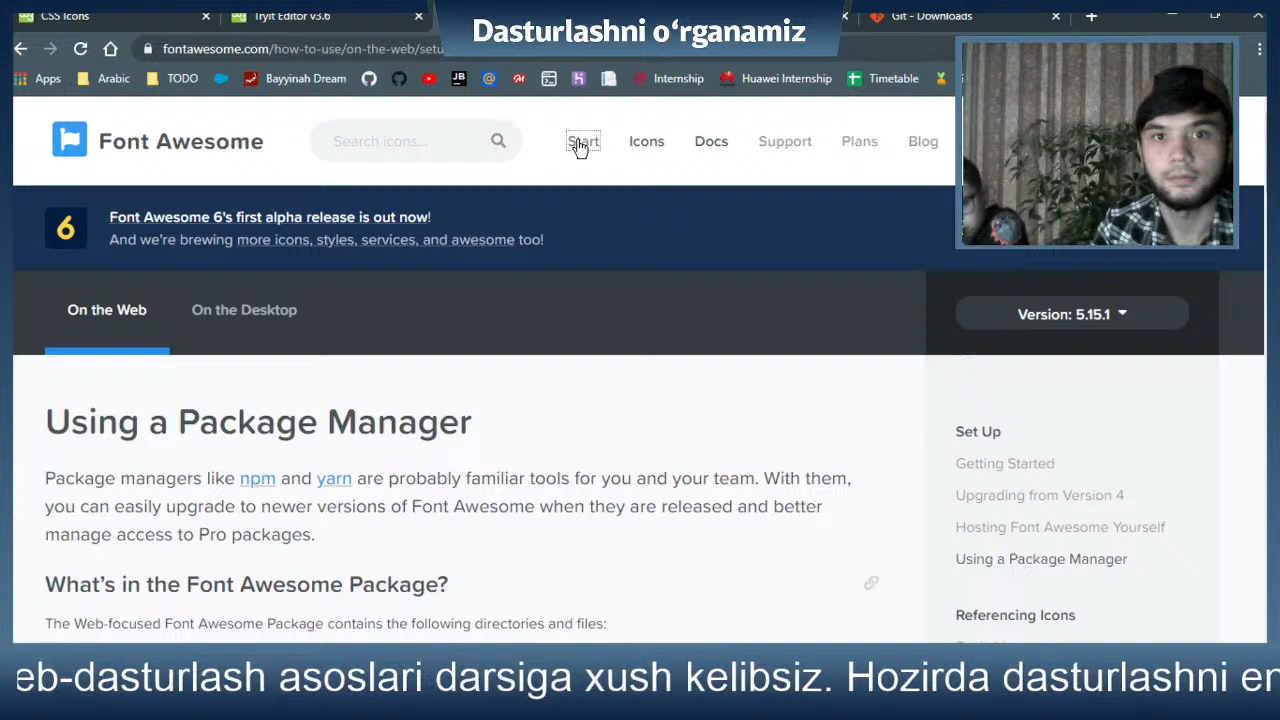 CSS Icons
Tryit Editor v3.6
Git - Downloads
Dasturlashni o‘rganamiz
fontawesome.com/how-to-use/on-the-web/setu
Apps
Arabic
TODO
Bayyinah Dream
Internship
Huawei Internship
Timetable
Font Awesome
Search icons...
Start
Icons
Docs
Support
Plans
Blog
6
Font Awesome 6's first alpha release is out now!
And we're brewing more icons, styles, services, and awesome too!
On the Web
On the Desktop
Version: 5.15.1
Using a Package Manager
Package managers like npm and yarn are probably familiar tools for you and your team. With them,
you can easily upgrade to newer versions of Font Awesome when they are released and better
manage access to Pro packages.
What's in the Font Awesome Package?
The Web-focused Font Awesome Package contains the following directories and files:
Set Up
Getting Started
Upgrading from Version 4
Hosting Font Awesome Yourself
Using a Package Manager
Referencing Icons
eb-dasturlash asoslari darsiga xush kelibsiz. Hozirda dasturlashni en